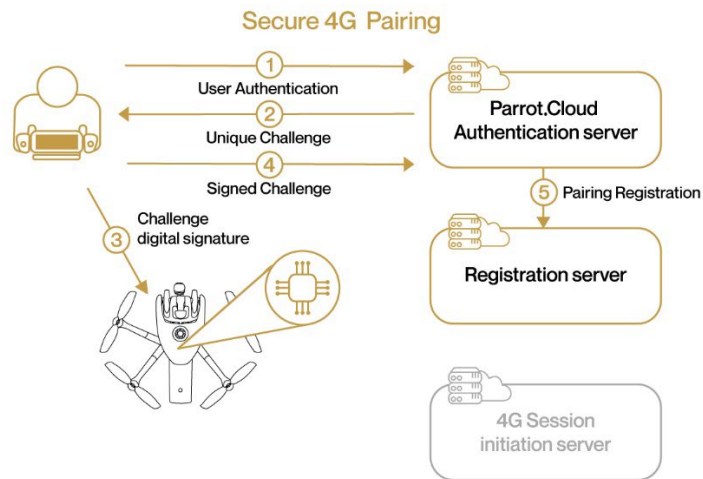 Secure 4G Pairing
1
User Authentication
2
Unique Challenge
4
Signed Challenge
3
Challenge
digital signature
Parrot.Cloud
Authentication server
5
Pairing Registration
Registration server
4G Session
initiation server